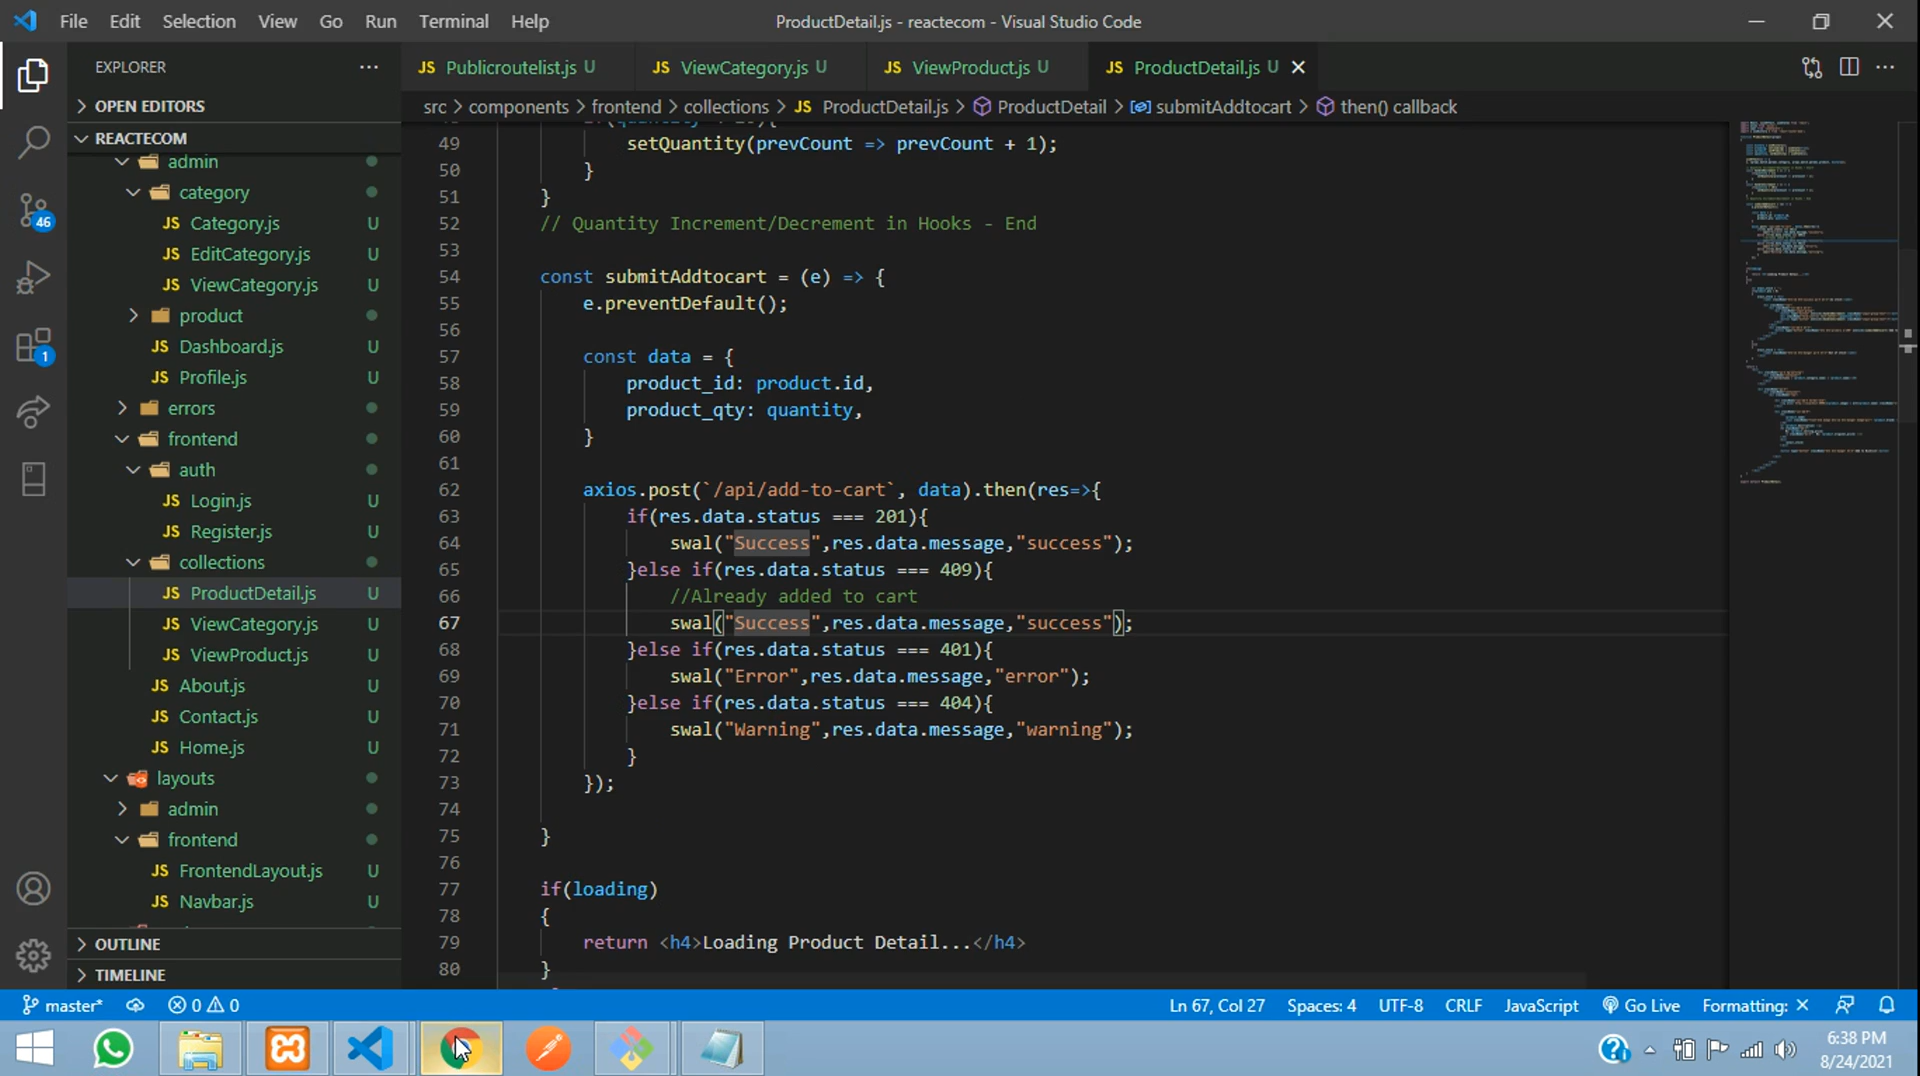 File Edit Selection View Go Run Terminal Help
ProductDetail.js - reactecom - Visual Studio Code
EXPLORER
JS Publicroutelist.js U
JS ViewCategory.js U
JS ViewProduct.js U
JS ProductDetail.js U
OPEN EDITORS
src > components > frontend > collections > JS ProductDetail.js > ProductDetail > submitAddtocart > then() callback
REACTECOM
admin
category
JS Category.js U
JS EditCategory.js U
JS ViewCategory.js U
product
JS Dashboard.js U
JS Profile.js U
errors
frontend
auth
JS Login.js U
JS Register.js U
collections
JS ProductDetail.js U
JS ViewCategory.js U
JS ViewProduct.js U
JS About.js U
JS Contact.js U
JS Home.js U
layouts
admin
frontend
JS FrontendLayout.js U
JS Navbar.js U
OUTLINE
TIMELINE
46
1
49 setQuantity(prevCount => prevCount + 1);
50 }
51 }
52 // Quantity Increment/Decrement in Hooks - End
53
54 const submitAddtocart = (e) => {
55 e.preventDefault();
56
57 const data = {
58 product_id: product.id,
59 product_qty: quantity,
60 }
61
62 axios.post(`/api/add-to-cart`, data).then(res=>{
63 if(res.data.status === 201){
64 swal("Success",res.data.message,"success");
65 }else if(res.data.status === 409){
66 //Already added to cart
67 swal("Success",res.data.message,"success");
68 }else if(res.data.status === 401){
69 swal("Error",res.data.message,"error");
70 }else if(res.data.status === 404){
71 swal("Warning",res.data.message,"warning");
72 }
73 });
74
75 }
76
77 if(loading)
78 {
79 return <h4>Loading Product Detail...</h4>
80 }
master* 0 0
Ln 67, Col 27 Spaces: 4 UTF-8 CRLF JavaScript Go Live Formatting: ×
6:38 PM
8/24/2021